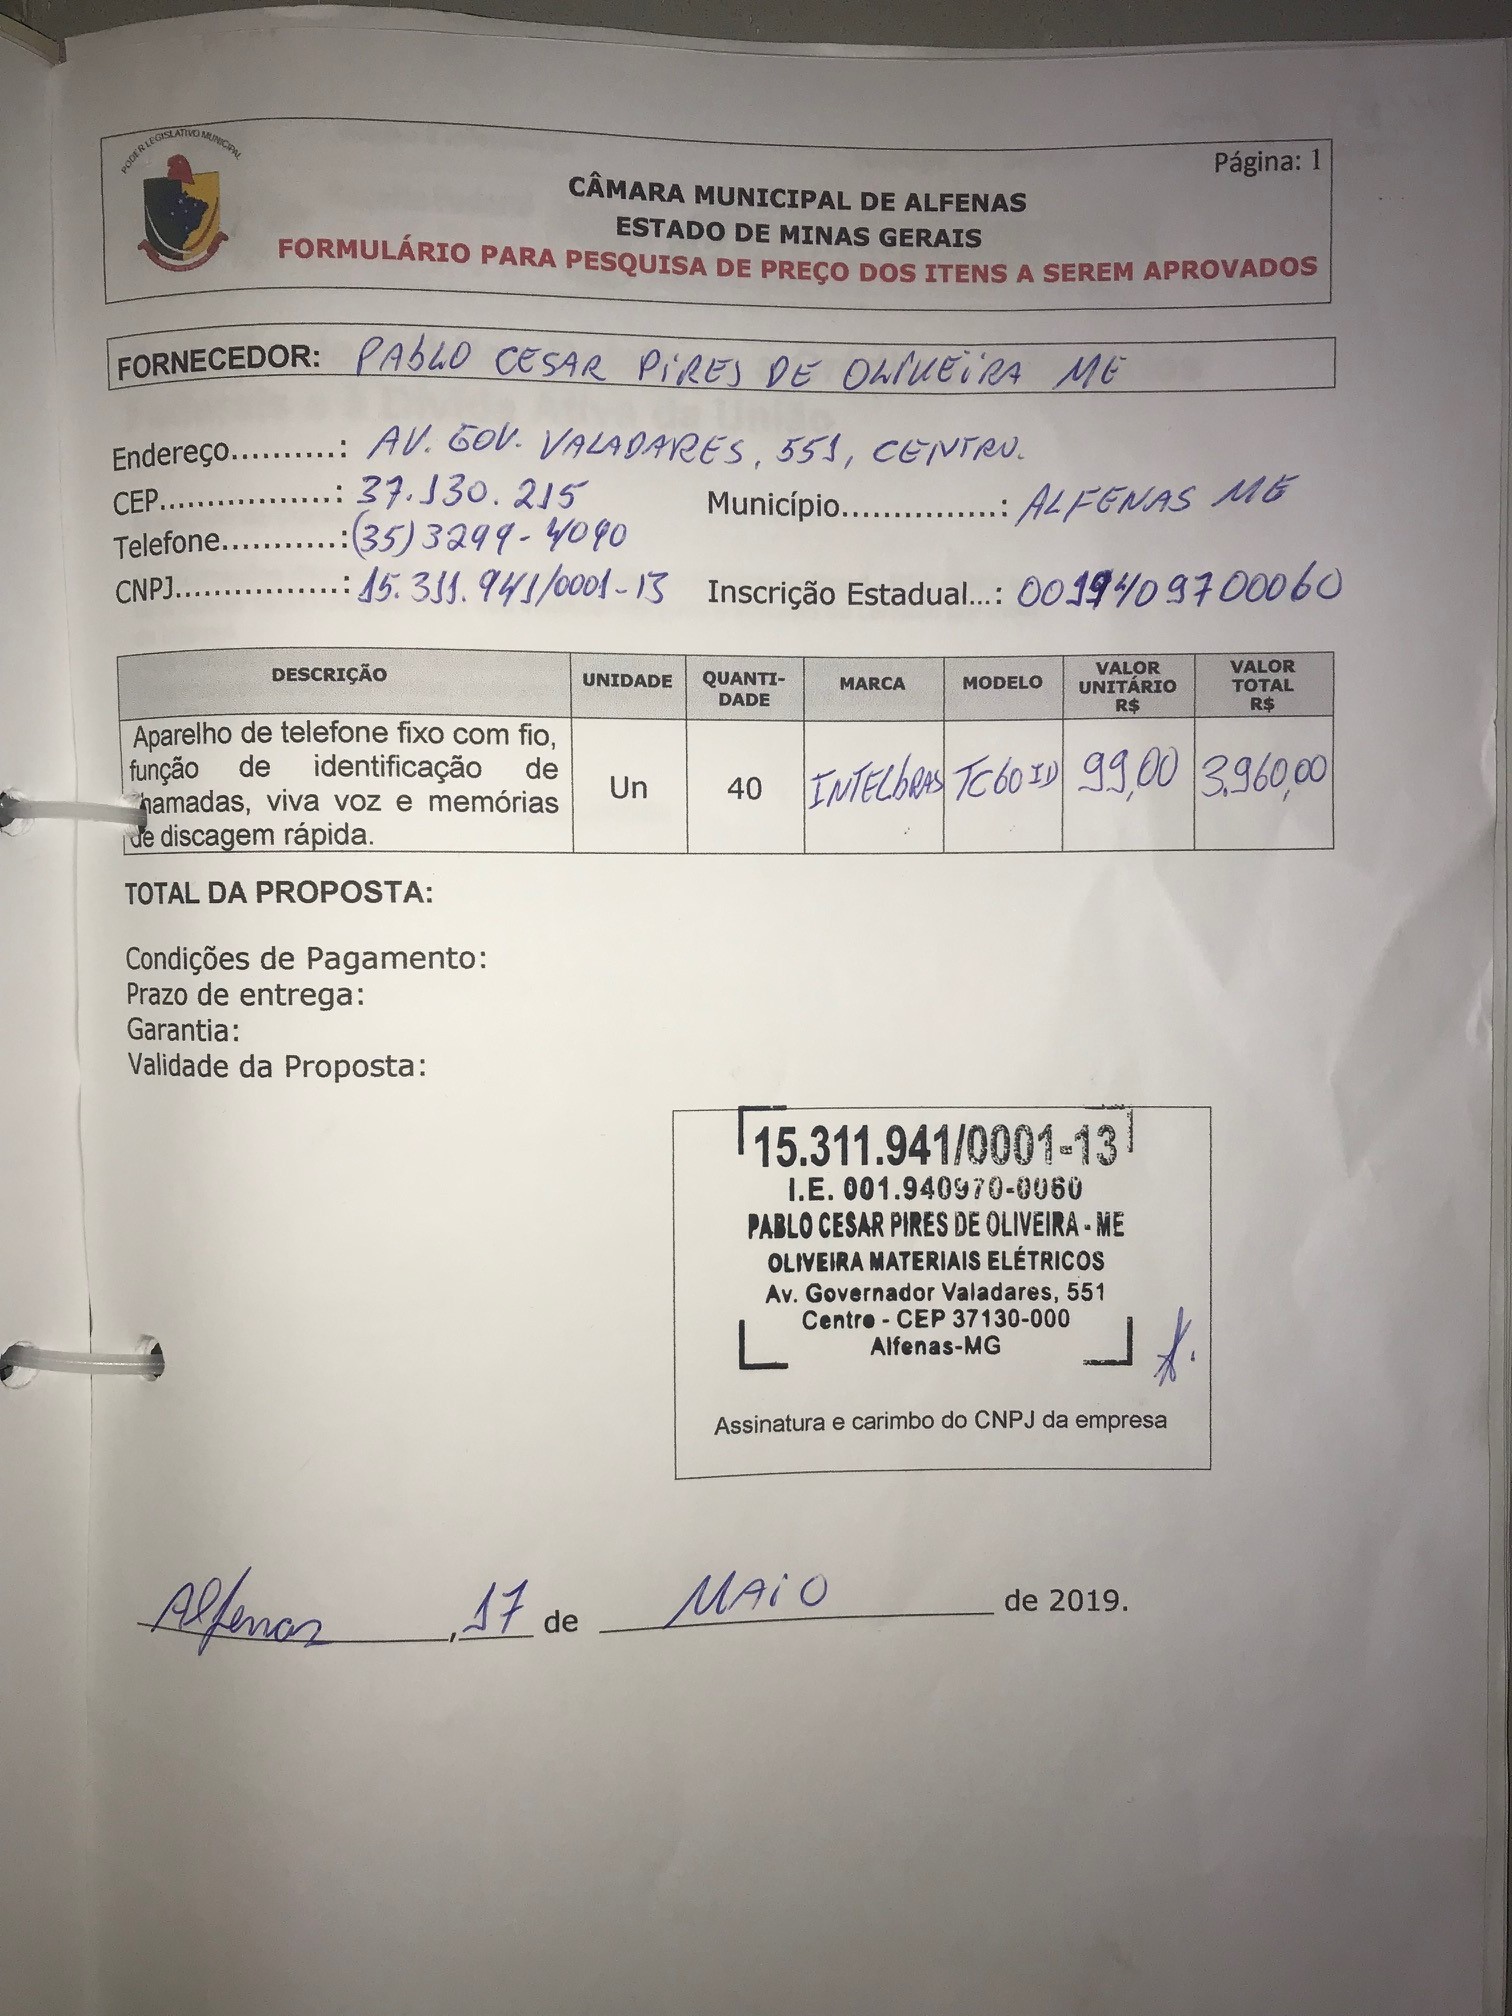 PODER LEGISLATIVO MUNICIPAL
Página: 1
CÂMARA MUNICIPAL DE ALFENAS
ESTADO DE MINAS GERAIS
FORMULÁRIO PARA PESQUISA DE PREÇO DOS ITENS A SEREM APROVADOS
FORNECEDOR: PABLO CESAR PIRES DE OLIVEIRA ME
Endereço..........: AV. GOV. VALADARES, 551, CENTRO.
CEP.................: 37.130.215 Município...............: ALFENAS MG
Telefone...........: (35) 3299-4090
CNPJ................: 15.311.941/0001-13 Inscrição Estadual...: 0019409700060
DESCRIÇÃO UNIDADE QUANTI-DADE MARCA MODELO VALOR UNITÁRIO R$ VALOR TOTAL R$
Aparelho de telefone fixo com fio,
função de identificação de
hamadas, viva voz e memórias
de discagem rápida.
Un 40 INTELbRAS TC60 ID 99,00 3.960,00
TOTAL DA PROPOSTA:
Condições de Pagamento:
Prazo de entrega:
Garantia:
Validade da Proposta:
15.311.941/0001-13
I.E. 001.940970-0060
PABLO CESAR PIRES DE OLIVEIRA - ME
OLIVEIRA MATERIAIS ELÉTRICOS
Av. Governador Valadares, 551
Centro - CEP 37130-000
Alfenas-MG
Assinatura e carimbo do CNPJ da empresa
Alfenas, 17 de MAIO de 2019.